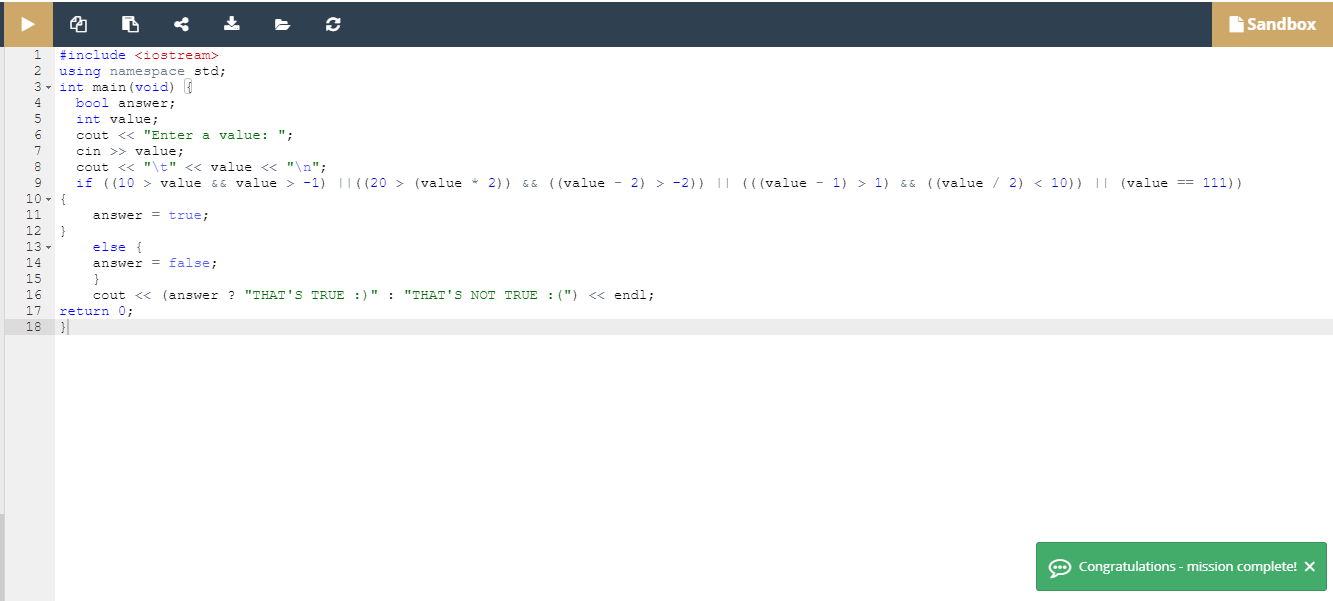 Sandbox
1 #include <iostream>
2 using namespace std;
3 int main(void) {
4 bool answer;
5 int value;
6 cout << "Enter a value: ";
7 cin >> value;
8 cout << "\t" << value << "\n";
9 if ((10 > value && value > -1) ||((20 > (value * 2)) && ((value - 2) > -2)) || (((value - 1) > 1) && ((value / 2) < 10)) || (value == 111))
10 {
11 answer = true;
12 }
13 else {
14 answer = false;
15 }
16 cout << (answer ? "THAT'S TRUE :)" : "THAT'S NOT TRUE :(") << endl;
17 return 0;
18 }
Congratulations - mission complete! ×